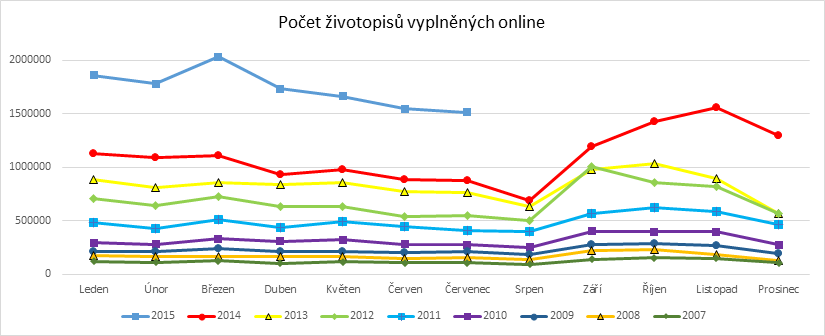 Počet životopisů vyplněných online
2000000
1500000
1000000
500000
0
Leden Únor Březen Duben Květen Červen Červenec Srpen Září Říjen Listopad Prosinec
2015 2014 2013 2012 2011 2010 2009 2008 2007